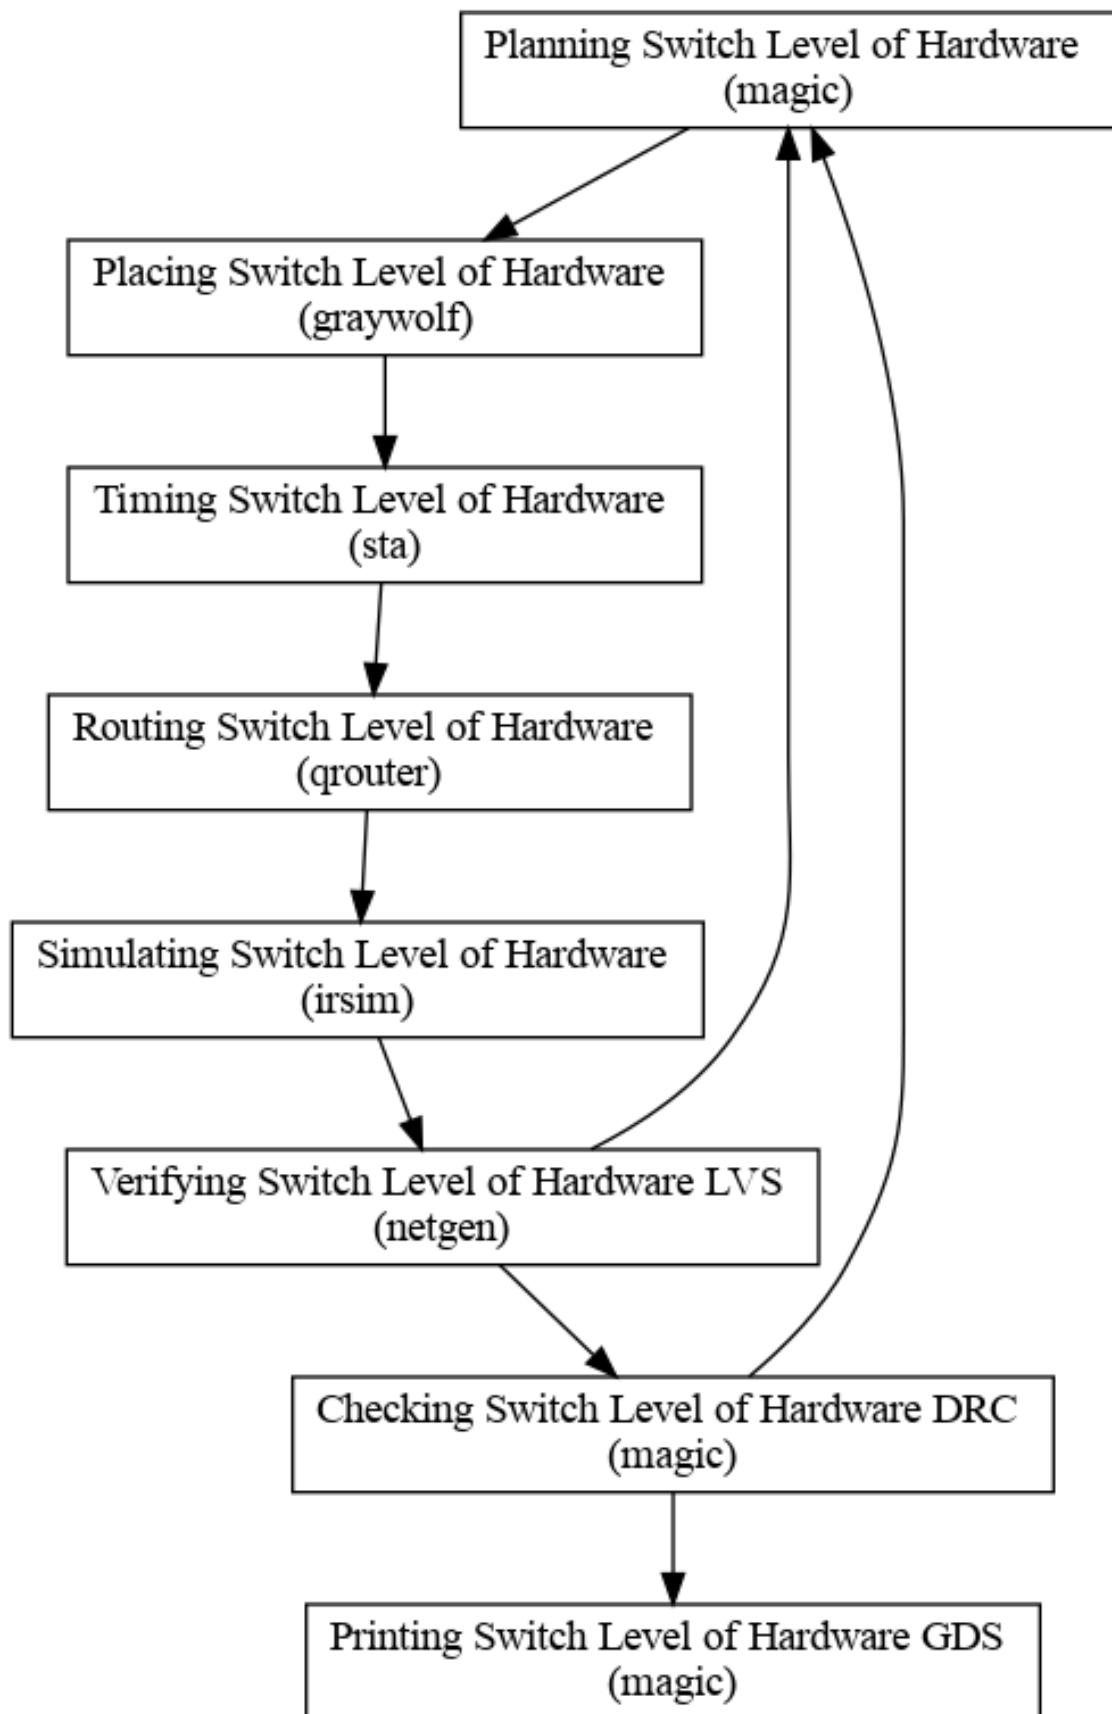 Planning Switch Level of Hardware
(magic)
Placing Switch Level of Hardware
(graywolf)
Timing Switch Level of Hardware
(sta)
Routing Switch Level of Hardware
(qrouter)
Simulating Switch Level of Hardware
(irsim)
Verifying Switch Level of Hardware LVS
(netgen)
Checking Switch Level of Hardware DRC
(magic)
Printing Switch Level of Hardware GDS
(magic)